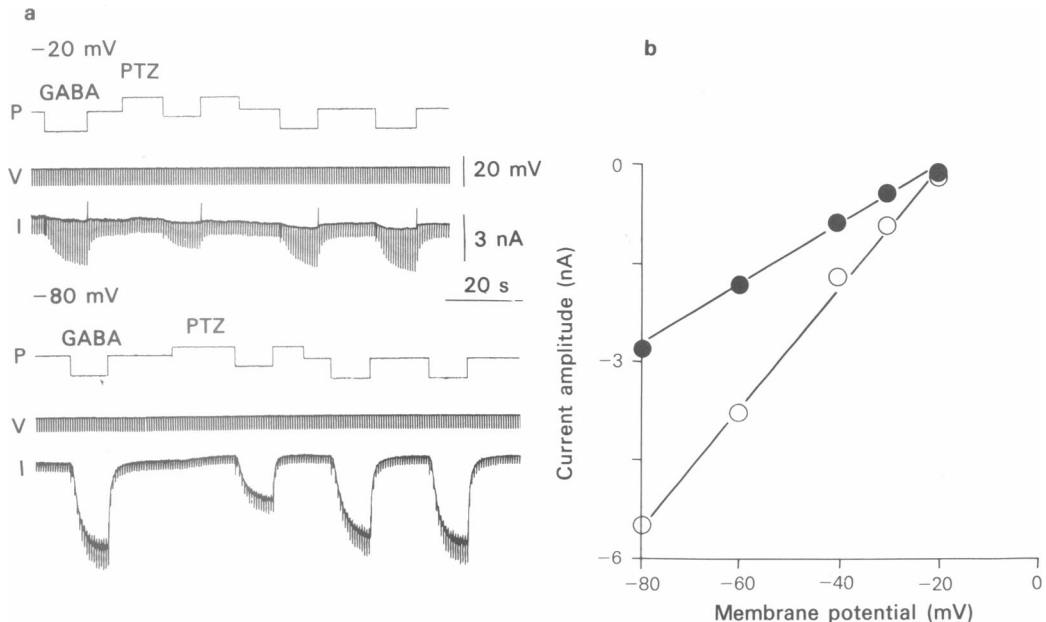 a
−20 mV
GABA
PTZ
P
V
20 mV
I
3 nA
20 s
−80 mV
GABA
PTZ
P
V
I
b
0
−3
−6
Current amplitude (nA)
−80
−60
−40
−20
0
Membrane potential (mV)